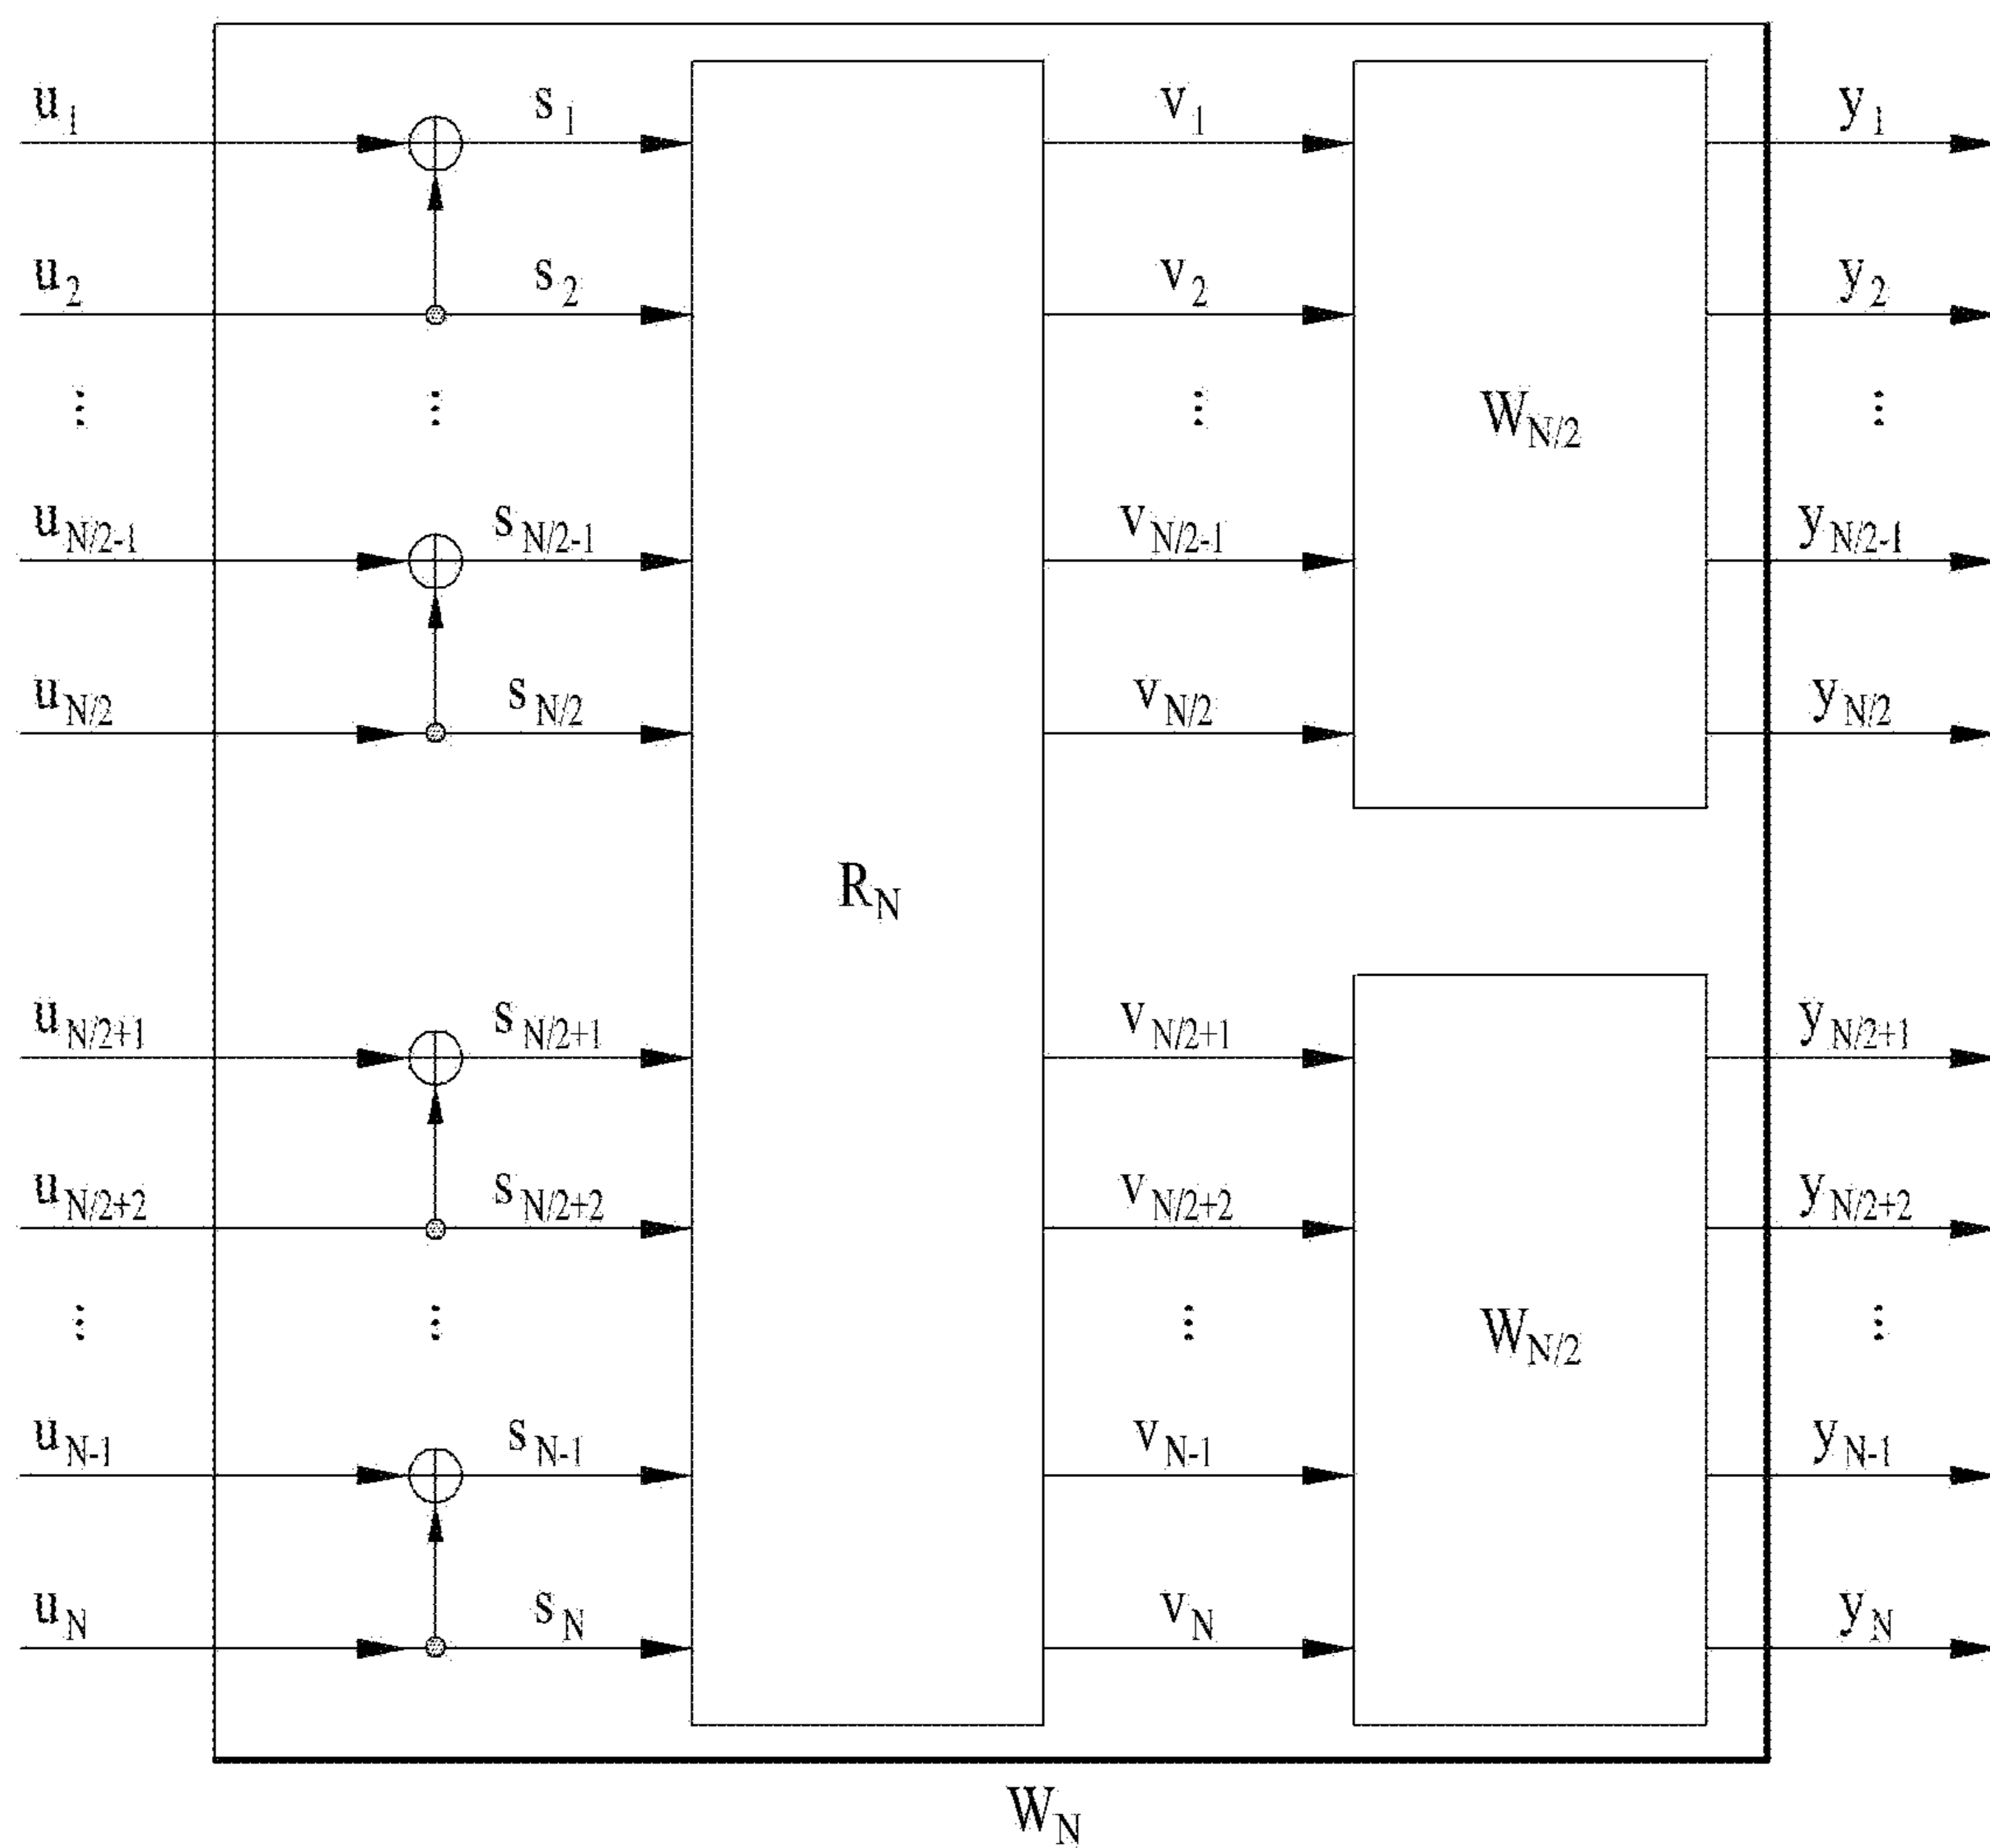 u1 s1 v1 y1
u2 s2 v2 y2
⋮ ⋮ ⋮ WN/2 ⋮
uN/2-1 sN/2-1 vN/2-1 yN/2-1
uN/2 sN/2 vN/2 yN/2
RN
uN/2+1 sN/2+1 vN/2+1 yN/2+1
uN/2+2 sN/2+2 vN/2+2 yN/2+2
⋮ ⋮ ⋮ WN/2 ⋮
uN-1 sN-1 vN-1 yN-1
uN sN vN yN
WN